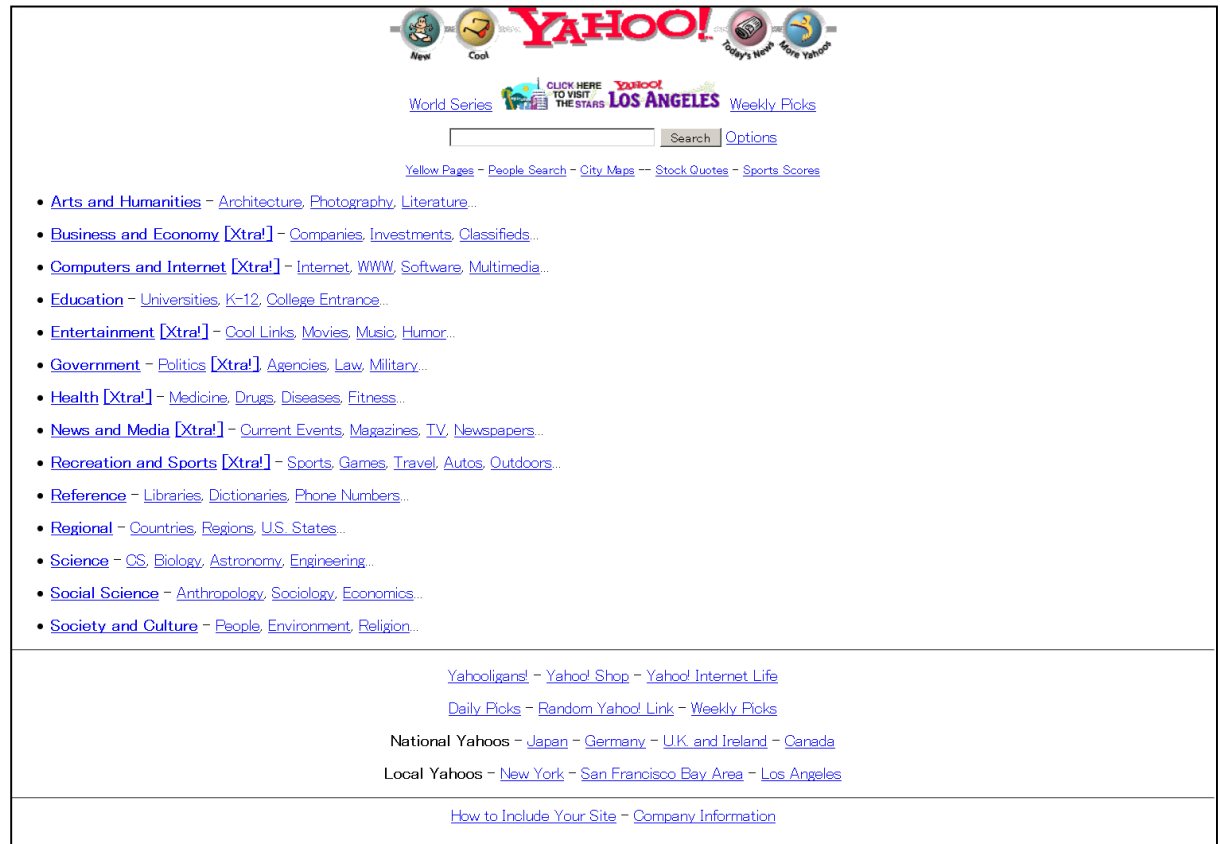 YAHOO!
New Cool Today's News More Yahoos
World Series CLICK HERE TO VISIT THE STARS YAHOO! LOS ANGELES Weekly Picks
Search Options
Yellow Pages - People Search - City Maps -- Stock Quotes - Sports Scores
• Arts and Humanities - Architecture, Photography, Literature...
• Business and Economy [Xtra!] - Companies, Investments, Classifieds...
• Computers and Internet [Xtra!] - Internet, WWW, Software, Multimedia...
• Education - Universities, K-12, College Entrance...
• Entertainment [Xtra!] - Cool Links, Movies, Music, Humor...
• Government - Politics [Xtra!], Agencies, Law, Military...
• Health [Xtra!] - Medicine, Drugs, Diseases, Fitness...
• News and Media [Xtra!] - Current Events, Magazines, TV, Newspapers...
• Recreation and Sports [Xtra!] - Sports, Games, Travel, Autos, Outdoors...
• Reference - Libraries, Dictionaries, Phone Numbers...
• Regional - Countries, Regions, U.S. States...
• Science - CS, Biology, Astronomy, Engineering...
• Social Science - Anthropology, Sociology, Economics...
• Society and Culture - People, Environment, Religion...
Yahooligans! - Yahoo! Shop - Yahoo! Internet Life
Daily Picks - Random Yahoo! Link - Weekly Picks
National Yahoos - Japan - Germany - U.K. and Ireland - Canada
Local Yahoos - New York - San Francisco Bay Area - Los Angeles
How to Include Your Site - Company Information